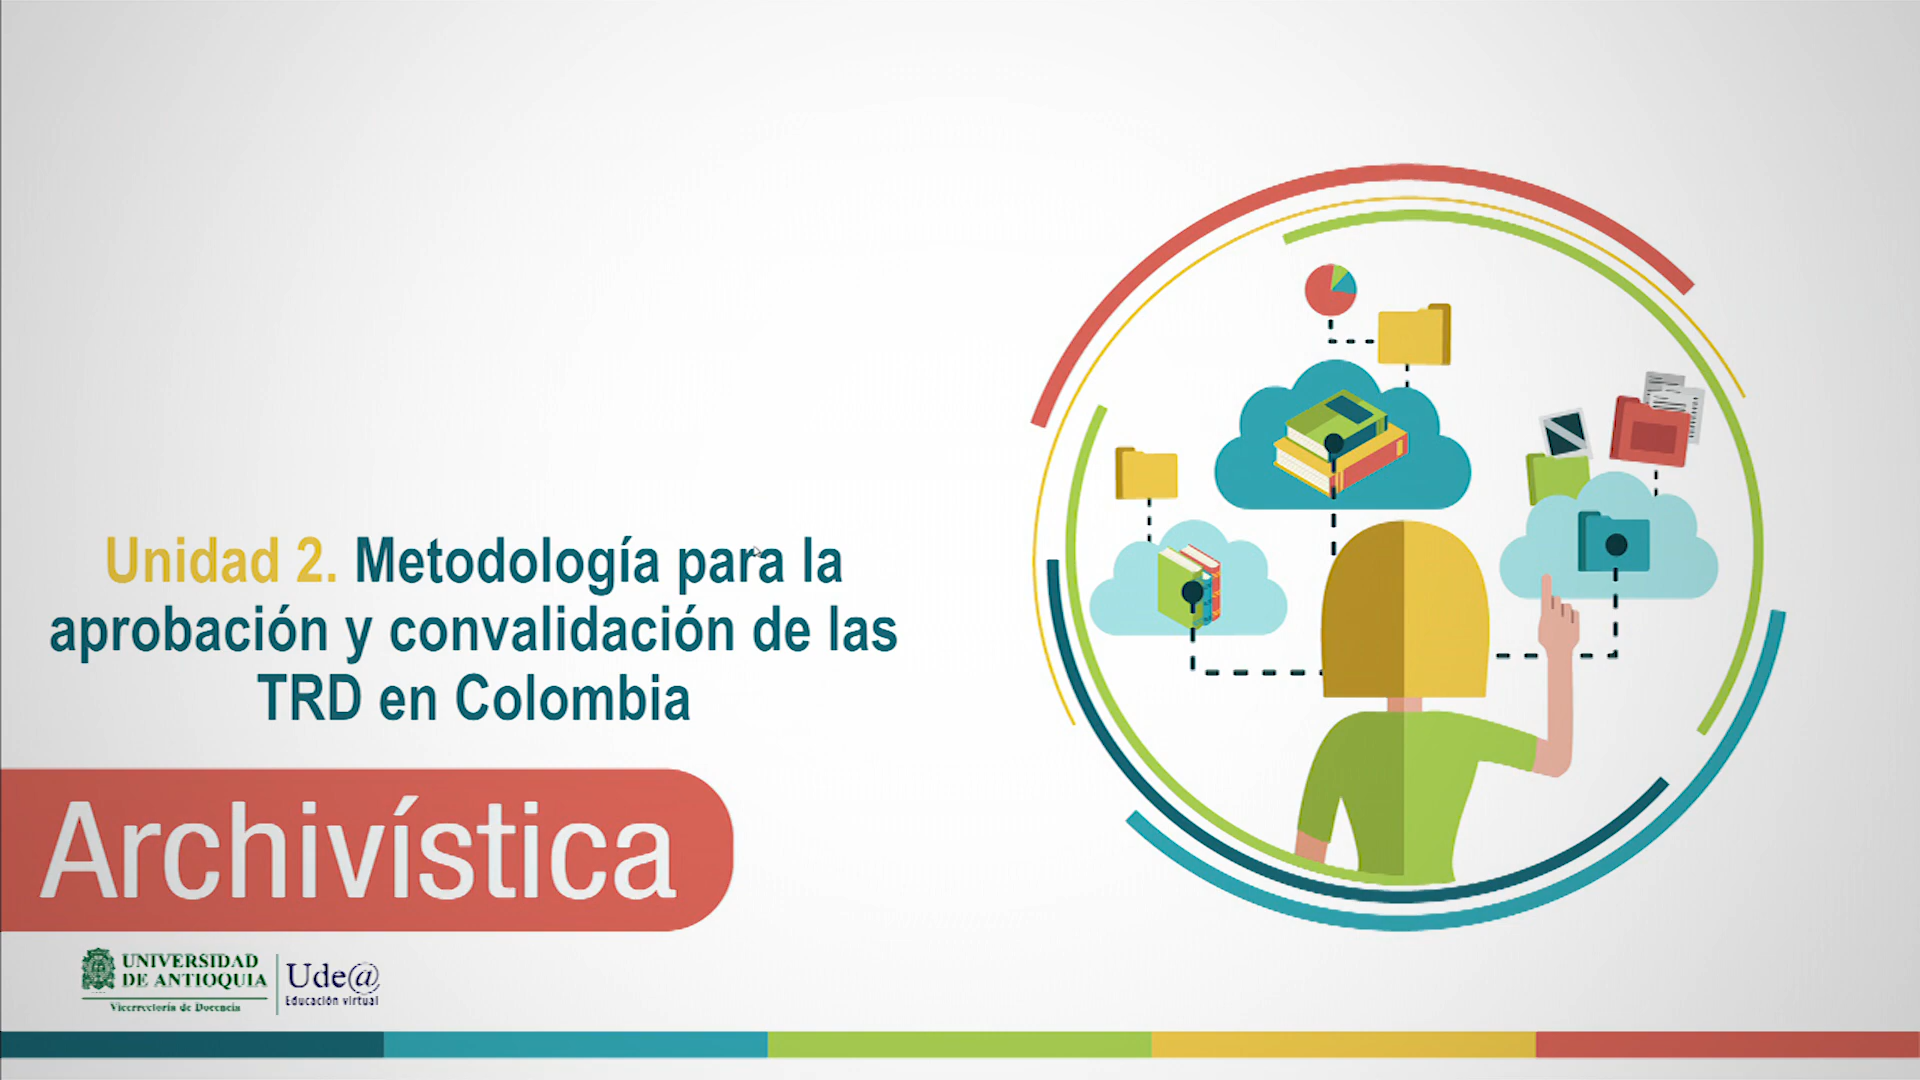 Unidad 2. Metodología para la
aprobación y convalidación de las
TRD en Colombia
Archivística
UNIVERSIDAD
DE ANTIOQUIA
Vicerrectoría de Docencia
Ude@
Educación virtual